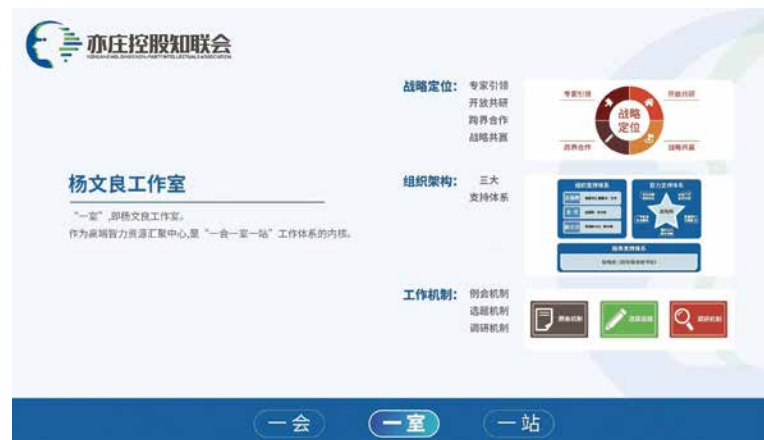 亦庄控股知联会
杨文良工作室
“一室”,即杨文良工作室。
作为高端智力资源汇聚中心,是“一会一室一站”工作体系的内核。
战略定位: 专家引领
开放共研
跨界合作
战略共赢
专家引领
开放共研
战略
定位
跨界合作
战略共赢
组织架构: 三大
支持体系
组织支持体系
智力支持体系
服务支持体系
工作机制: 例会机制
选题机制
调研机制
例会机制
选题机制
调研机制
一会
一室
一站